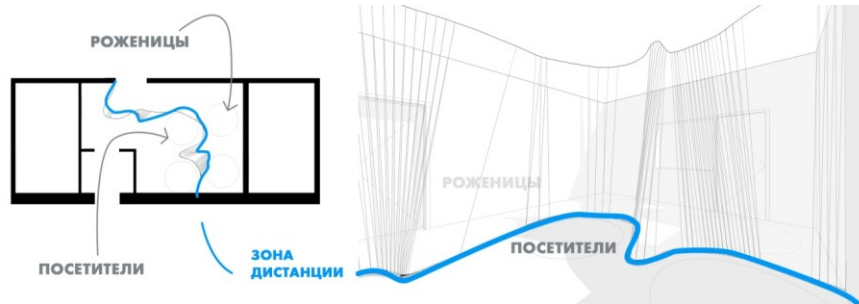 РОЖЕНИЦЫ
ПОСЕТИТЕЛИ
ЗОНА
ДИСТАНЦИИ
РОЖЕНИЦЫ
ПОСЕТИТЕЛИ